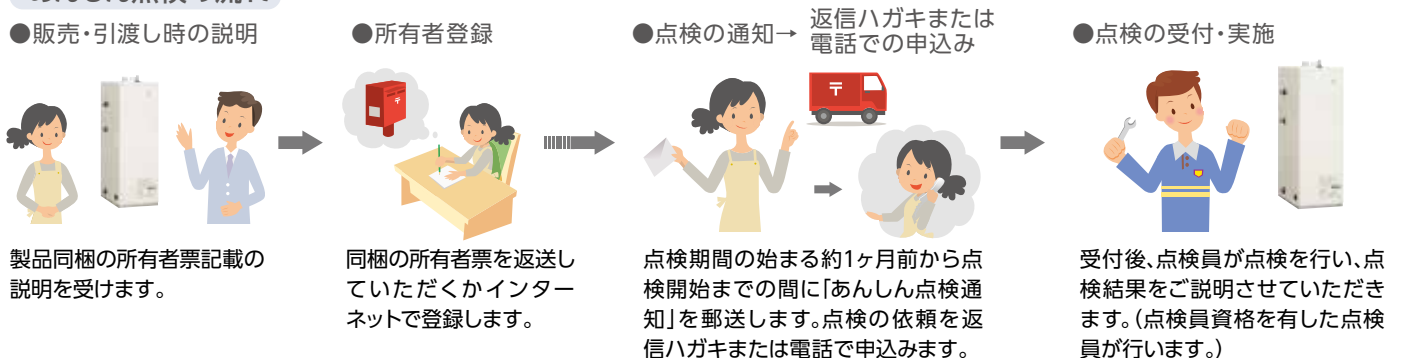 ●販売・引渡し時の説明
●所有者登録
●点検の通知→
返信ハガキまたは
電話での申込み
●点検の受付・実施
〒
〒
製品同梱の所有者票記載の
説明を受けます。
同梱の所有者票を返送し
ていただくかインター
ネットで登録します。
点検期間の始まる約1ヶ月前から点
検開始までの間に「あんしん点検通
知」を郵送します。点検の依頼を返
信ハガキまたは電話で申込みます。
受付後、点検員が点検を行い、点
検結果をご説明させていただき
ます。(点検員資格を有した点検
員が行います。)